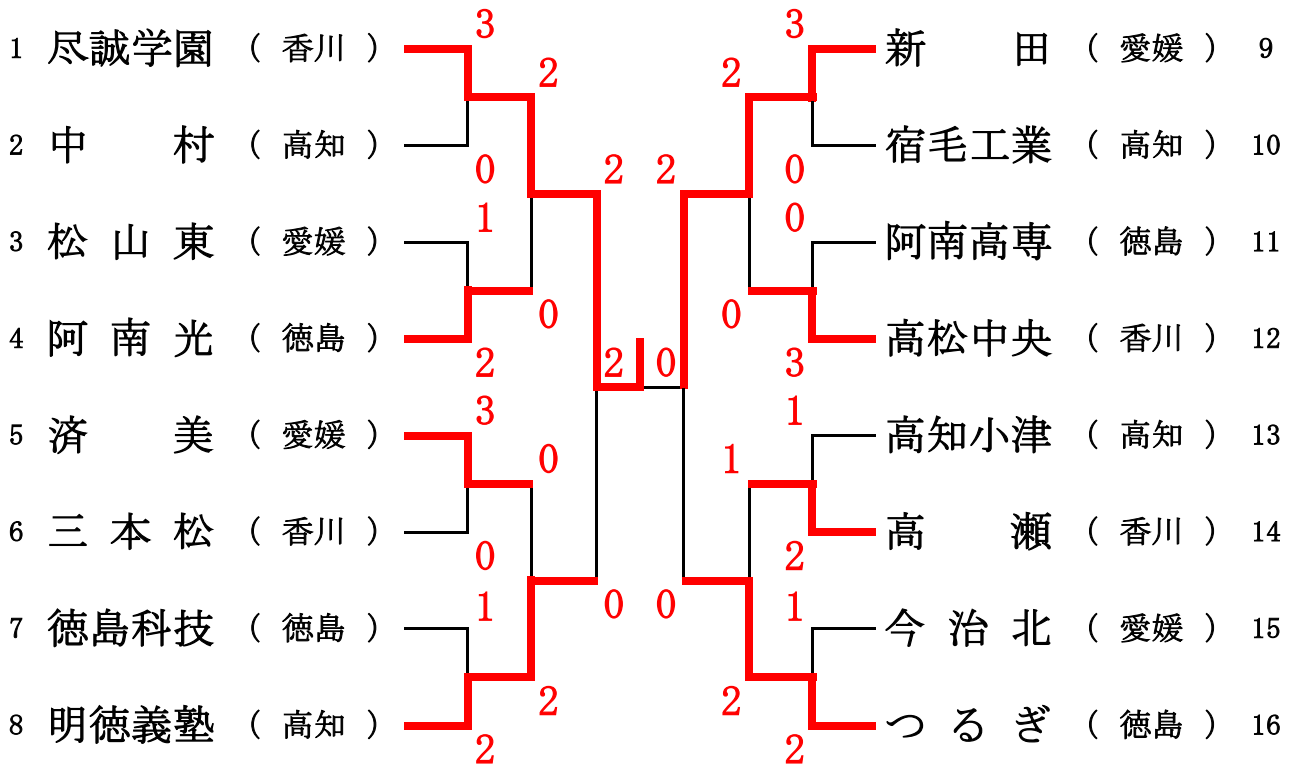 3 3
1 尽誠学園 ( 香川 ) 新田 ( 愛媛 ) 9
2 2
2 中村 ( 高知 ) 宿毛工業 ( 高知 ) 10
0 2 2 0
1 0
3 松山東 ( 愛媛 ) 阿南高専 ( 徳島 ) 11
0 0
4 阿南光 ( 徳島 ) 高松中央 ( 香川 ) 12
2 2 0 3
3 1
5 済美 ( 愛媛 ) 高知小津 ( 高知 ) 13
0 1
6 三本松 ( 香川 ) 高瀬 ( 香川 ) 14
0 2
1 0 0 1
7 徳島科技 ( 徳島 ) 今治北 ( 愛媛 ) 15
2 2
8 明徳義塾 ( 高知 ) つるぎ ( 徳島 ) 16
2 2